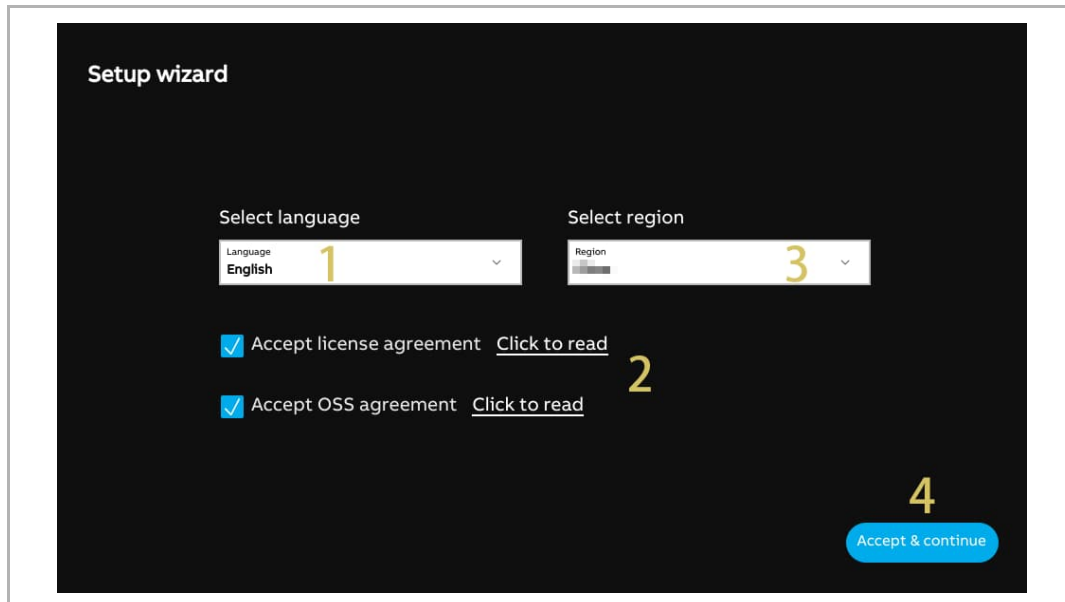 Setup wizard
Select language
Select region
Language
English
1
Region
3
Accept license agreement Click to read
2
Accept OSS agreement Click to read
4
Accept & continue